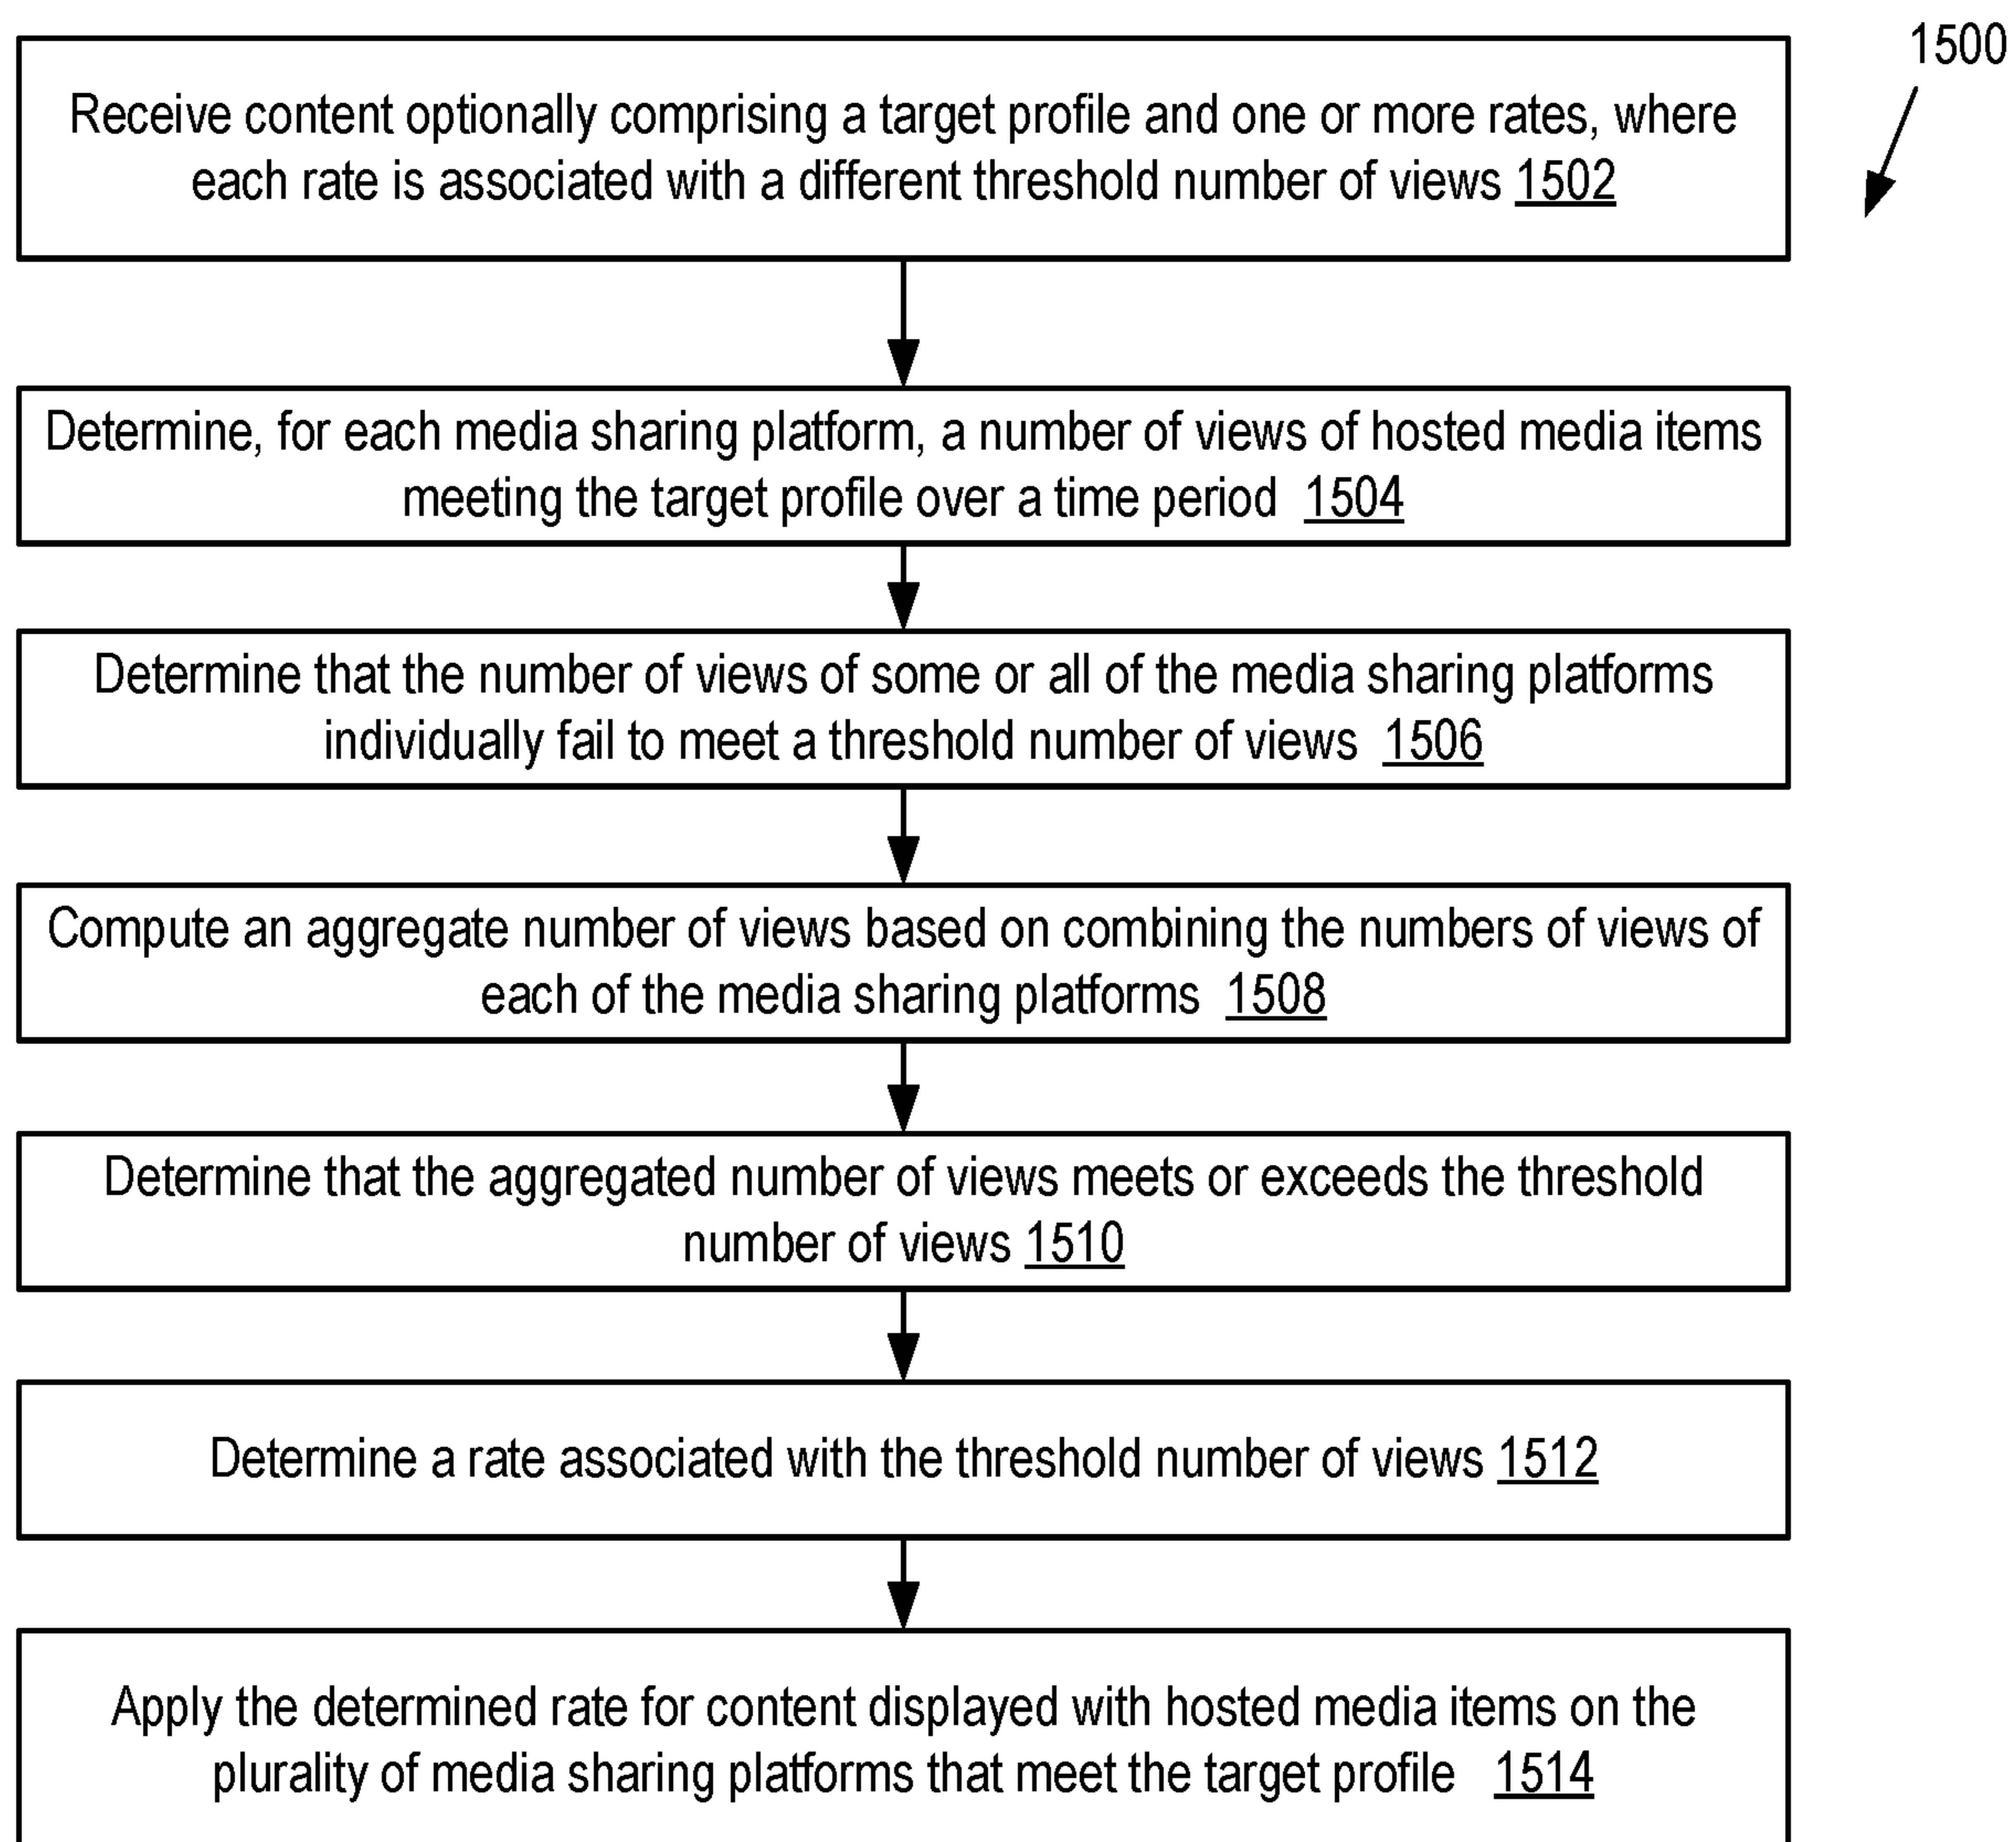 1500
Receive content optionally comprising a target profile and one or more rates, where
each rate is associated with a different threshold number of views 1502
Determine, for each media sharing platform, a number of views of hosted media items
meeting the target profile over a time period 1504
Determine that the number of views of some or all of the media sharing platforms
individually fail to meet a threshold number of views 1506
Compute an aggregate number of views based on combining the numbers of views of
each of the media sharing platforms 1508
Determine that the aggregated number of views meets or exceeds the threshold
number of views 1510
Determine a rate associated with the threshold number of views 1512
Apply the determined rate for content displayed with hosted media items on the
plurality of media sharing platforms that meet the target profile 1514